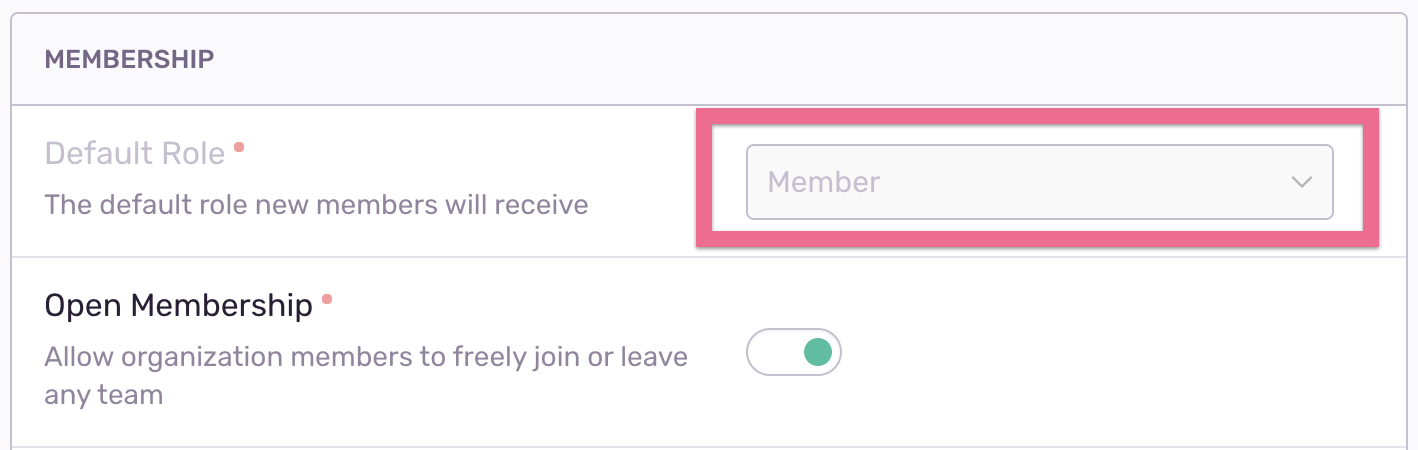 MEMBERSHIP
Default Role
Member
The default role new members will receive
Open Membership
Allow organization members to freely join or leave
any team